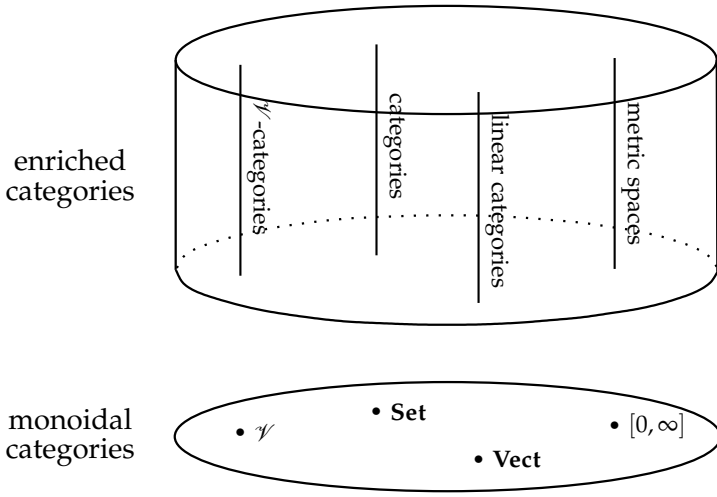 enriched
categories
𝒱-categories
categories
linear categories
metric spaces
monoidal
categories
𝒱
Set
Vect
[0, ∞]